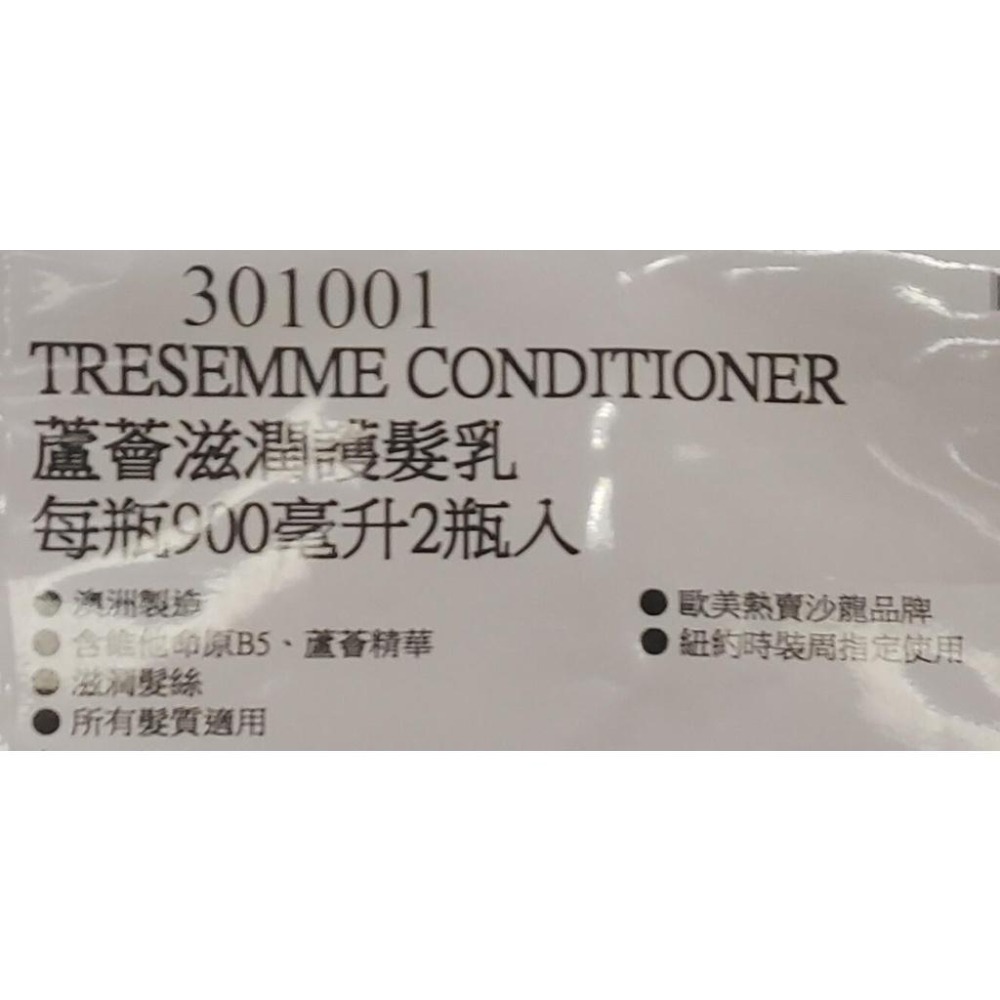 301001
TRESEMME CONDITIONER
蘆薈滋潤護髮乳
每瓶900毫升2瓶入
● 澳洲製造
● 含維他命原B5、蘆薈精華
● 滋潤髮絲
● 所有髮質適用
● 歐美熱賣沙龍品牌
● 紐約時裝周指定使用